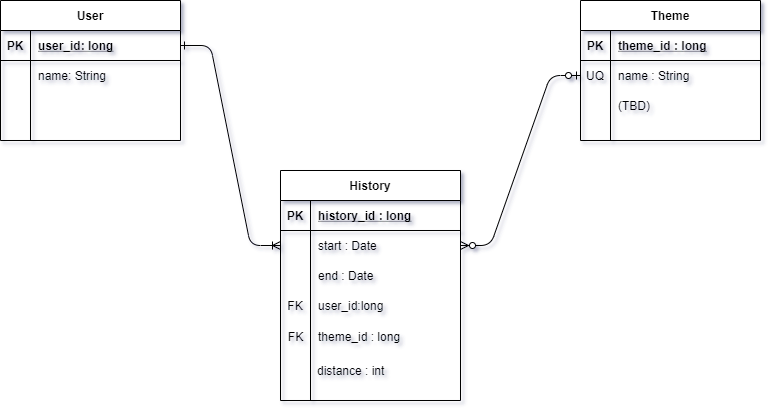 User
PK user_id: long
name: String
Theme
PK theme_id : long
UQ name : String
(TBD)
History
PK history_id : long
start : Date
end : Date
FK user_id:long
FK theme_id : long
distance : int